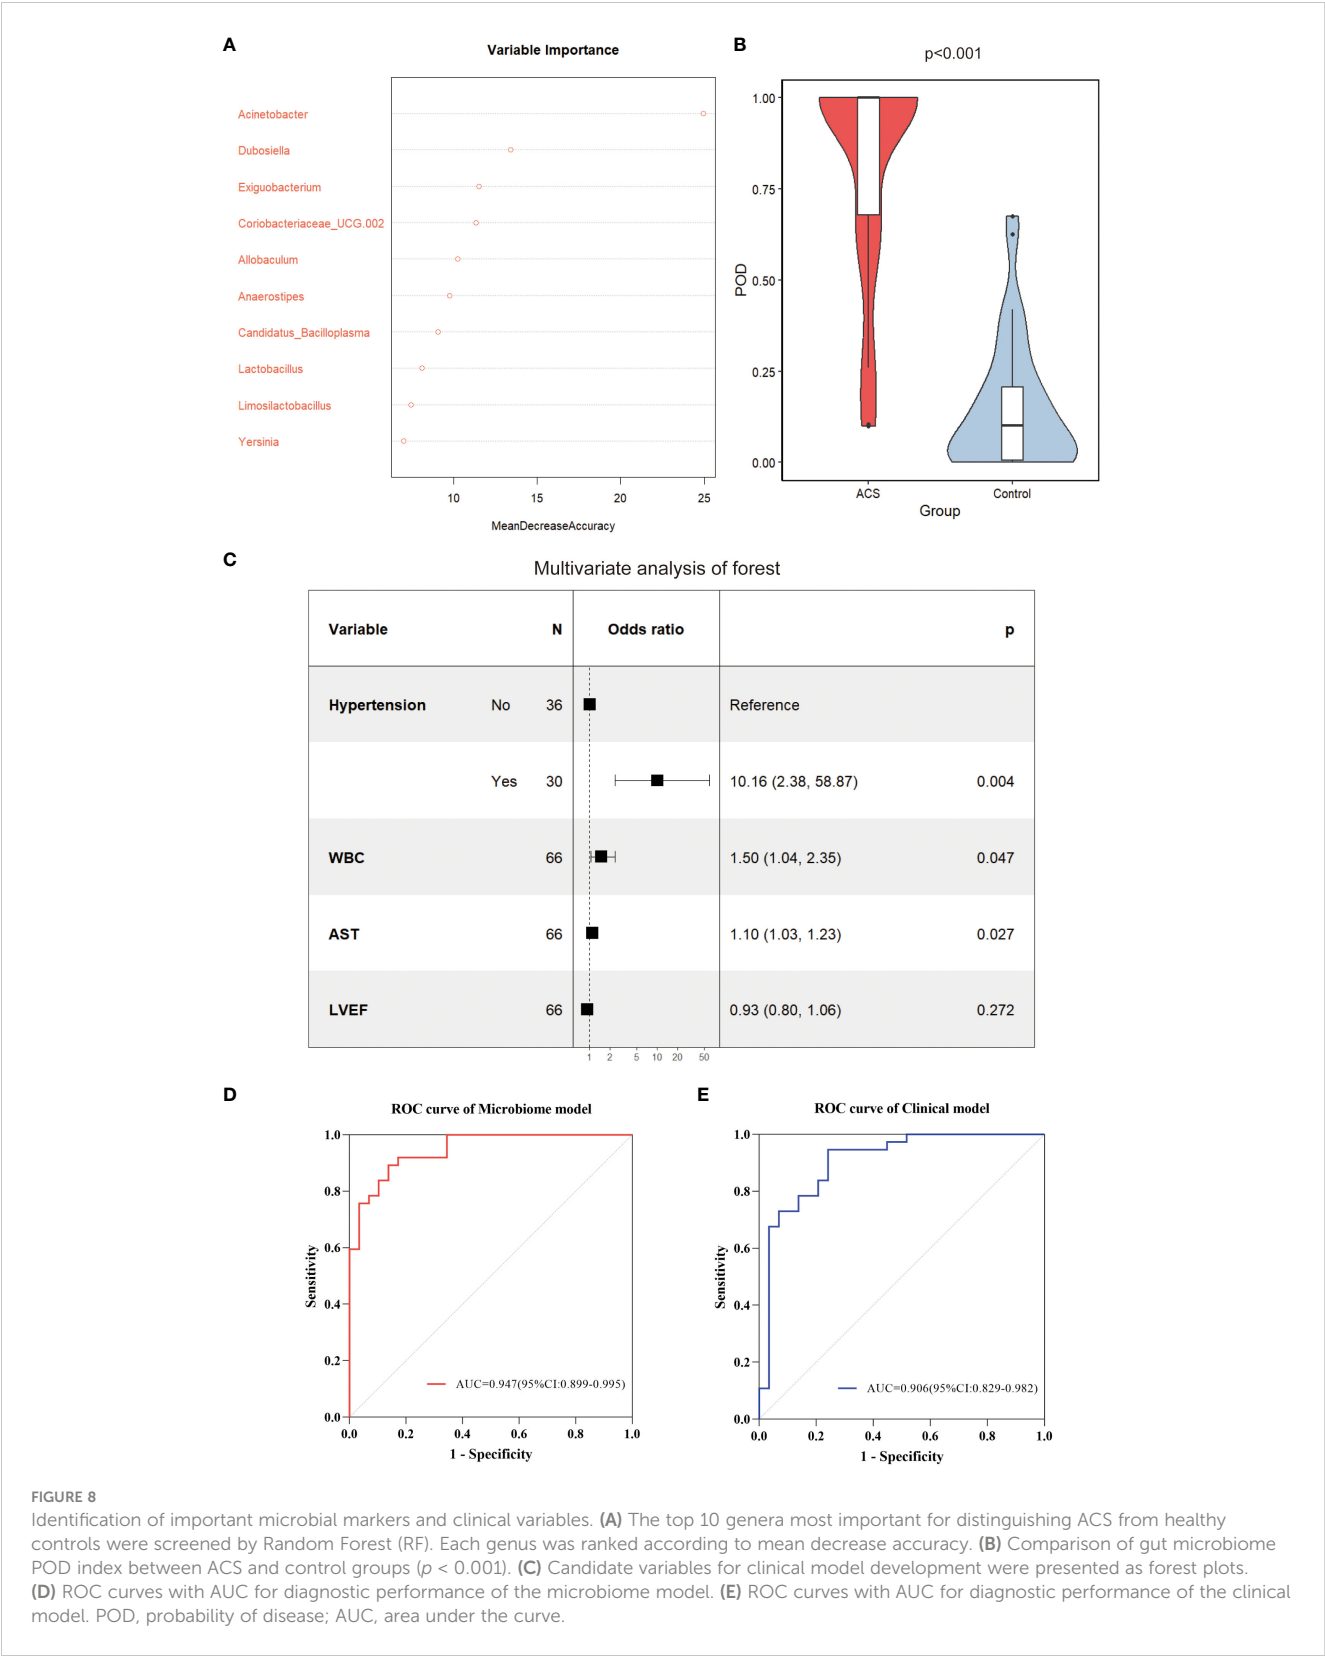 A
Variable Importance
Acinetobacter
Dubosiella
Exiguobacterium
Coriobacteriaceae_UCG.002
Allobaculum
Anaerostipes
Candidatus_Bacilloplasma
Lactobacillus
Limosilactobacillus
Yersinia
10 15 20 25
MeanDecreaseAccuracy
B
p<0.001
POD
1.00
0.75
0.50
0.25
0.00
ACS Control
Group
C
Multivariate analysis of forest
Variable N Odds ratio p
Hypertension No 36 Reference
Yes 30 10.16 (2.38, 58.87) 0.004
WBC 66 1.50 (1.04, 2.35) 0.047
AST 66 1.10 (1.03, 1.23) 0.027
LVEF 66 0.93 (0.80, 1.06) 0.272
1 2 5 10 20 50
D
ROC curve of Microbiome model
Sensitivity
1.0
0.8
0.6
0.4
0.2
0.0
AUC=0.947(95%CI:0.899-0.995)
0.0 0.2 0.4 0.6 0.8 1.0
1 - Specificity
E
ROC curve of Clinical model
Sensitivity
1.0
0.8
0.6
0.4
0.2
0.0
AUC=0.906(95%CI:0.829-0.982)
0.0 0.2 0.4 0.6 0.8 1.0
1 - Specificity
FIGURE 8
Identification of important microbial markers and clinical variables. (A) The top 10 genera most important for distinguishing ACS from healthy
controls were screened by Random Forest (RF). Each genus was ranked according to mean decrease accuracy. (B) Comparison of gut microbiome
POD index between ACS and control groups (p < 0.001). (C) Candidate variables for clinical model development were presented as forest plots.
(D) ROC curves with AUC for diagnostic performance of the microbiome model. (E) ROC curves with AUC for diagnostic performance of the clinical
model. POD, probability of disease; AUC, area under the curve.